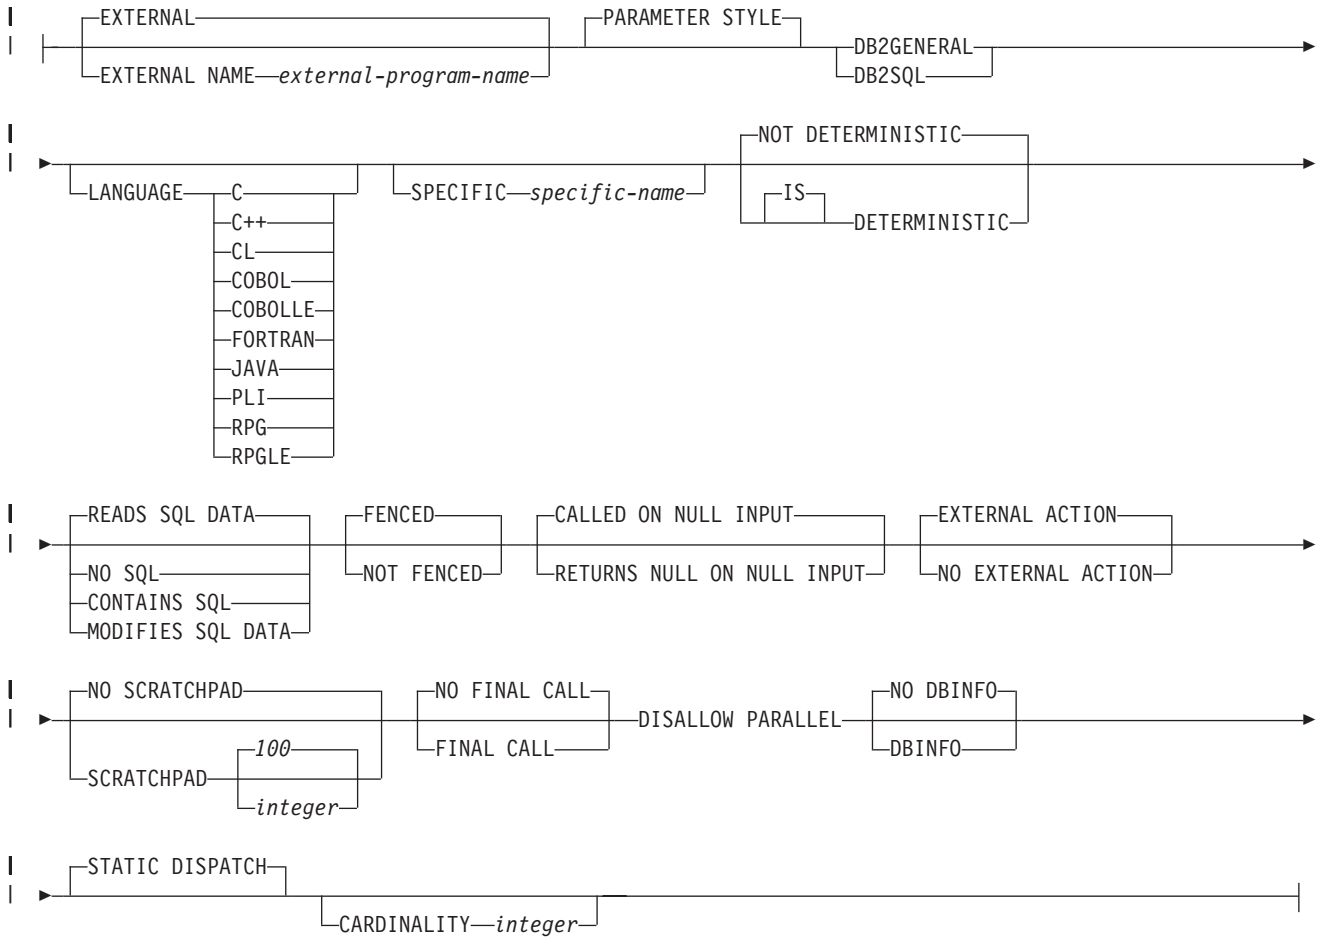 EXTERNAL PARAMETER STYLE
DB2GENERAL
EXTERNAL NAME external-program-name DB2SQL
NOT DETERMINISTIC
LANGUAGE C SPECIFIC specific-name IS
C++ DETERMINISTIC
CL
COBOL
COBOLLE
FORTRAN
JAVA
PLI
RPG
RPGLE
READS SQL DATA FENCED CALLED ON NULL INPUT EXTERNAL ACTION
NO SQL NOT FENCED RETURNS NULL ON NULL INPUT NO EXTERNAL ACTION
CONTAINS SQL
MODIFIES SQL DATA
NO SCRATCHPAD NO FINAL CALL NO DBINFO
DISALLOW PARALLEL
100 FINAL CALL DBINFO
SCRATCHPAD
integer
STATIC DISPATCH
CARDINALITY integer